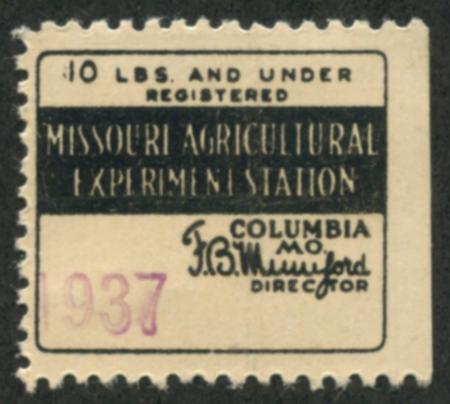 10 LBS. AND UNDER
REGISTERED
MISSOURI AGRICULTURAL
EXPERIMENT STATION
COLUMBIA
MO.
F.B. Mumford
DIRECTOR
1937